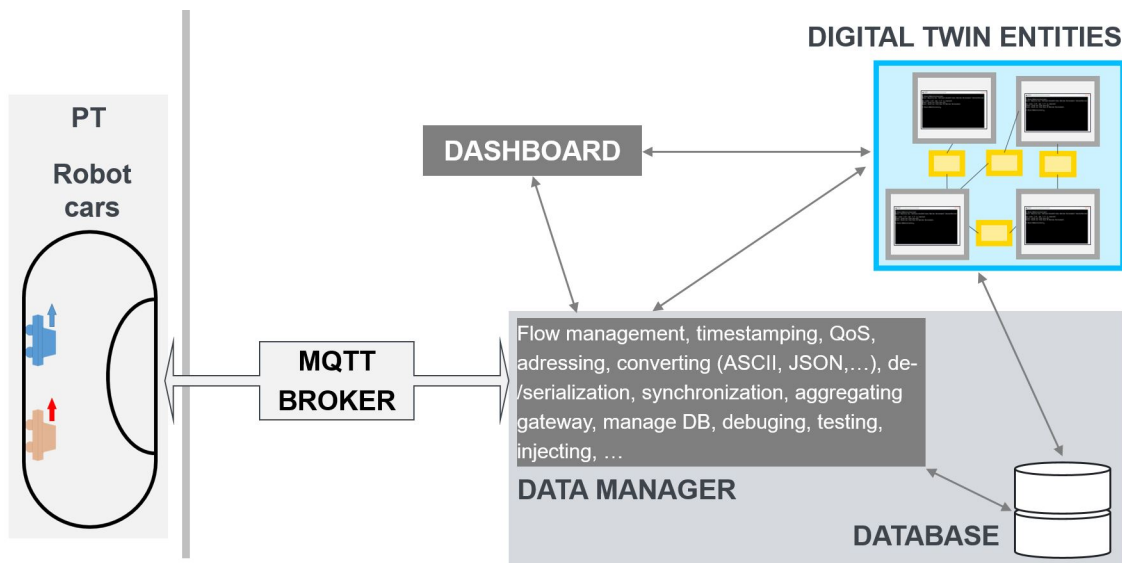 DIGITAL TWIN ENTITIES
PT
Robot
cars
DASHBOARD
MQTT
BROKER
Flow management, timestamping, QoS,
adressing, converting (ASCII, JSON,…), de-
/serialization, synchronization, aggregating
gateway, manage DB, debuging, testing,
injecting, …
DATA MANAGER
DATABASE